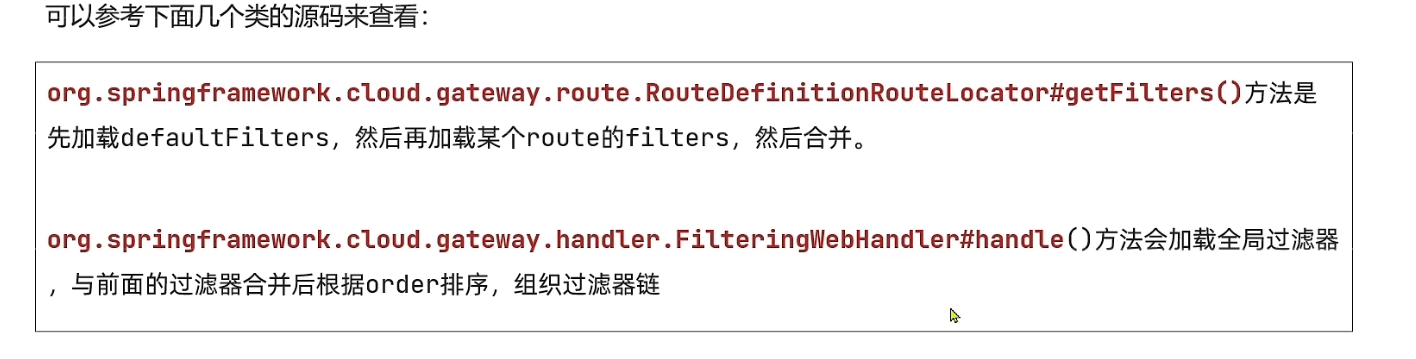 可以参考下面几个类的源码来查看：
org.springframework.cloud.gateway.route.RouteDefinitionRouteLocator#getFilters()方法是
先加载defaultFilters，然后再加载某个route的filters，然后合并。
org.springframework.cloud.gateway.handler.FilteringWebHandler#handle()方法会加载全局过滤器
，与前面的过滤器合并后根据order排序，组织过滤器链